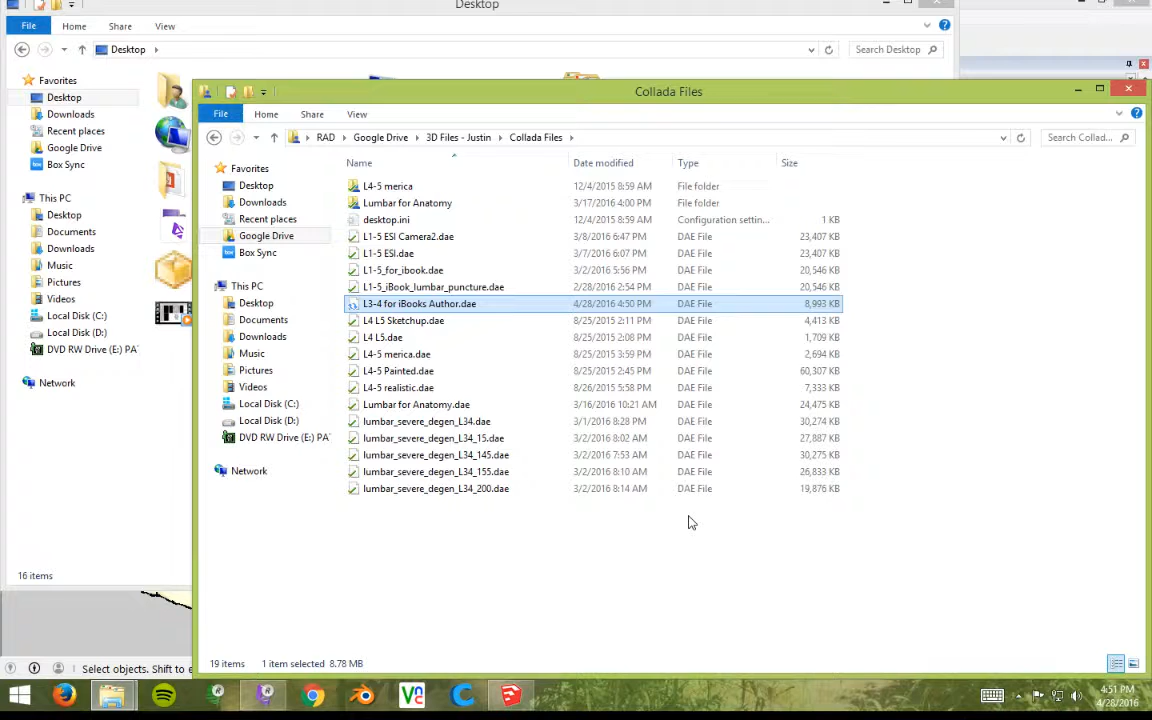 Desktop
File Home Share View
Desktop
Search Desktop
Favorites
Desktop
Downloads
Recent places
Google Drive
Box Sync
This PC
Desktop
Documents
Downloads
Music
Pictures
Videos
Local Disk (C:)
Local Disk (D:)
DVD RW Drive (E:) PA
Network
16 items
Select objects. Shift to e
Collada Files
File Home Share View
RAD Google Drive 3D Files - Justin Collada Files
Search Collad...
Favorites
Desktop
Downloads
Recent places
Google Drive
Box Sync
This PC
Desktop
Documents
Downloads
Music
Pictures
Videos
Local Disk (C:)
Local Disk (D:)
DVD RW Drive (E:) PA
Network
Name Date modified Type Size
L4-5 merica 12/4/2015 8:59 AM File folder
Lumbar for Anatomy 3/17/2016 4:00 PM File folder
desktop.ini 12/4/2015 8:59 AM Configuration settin... 1 KB
L1-5 ESI Camera2.dae 3/8/2016 6:47 PM DAE File 23,407 KB
L1-5 ESI.dae 3/7/2016 6:07 PM DAE File 23,407 KB
L1-5_for_ibook.dae 3/2/2016 5:56 PM DAE File 20,546 KB
L1-5_iBook_lumbar_puncture.dae 2/28/2016 2:54 PM DAE File 20,546 KB
L3-4 for iBooks Author.dae 4/28/2016 4:50 PM DAE File 8,993 KB
L4 L5 Sketchup.dae 8/25/2015 2:11 PM DAE File 4,413 KB
L4 L5.dae 8/25/2015 2:08 PM DAE File 1,709 KB
L4-5 merica.dae 8/25/2015 3:59 PM DAE File 2,694 KB
L4-5 Painted.dae 8/25/2015 2:45 PM DAE File 60,307 KB
L4-5 realistic.dae 8/26/2015 5:58 PM DAE File 7,333 KB
Lumbar for Anatomy.dae 3/16/2016 10:21 AM DAE File 24,475 KB
lumbar_severe_degen_L34.dae 3/1/2016 8:28 PM DAE File 30,274 KB
lumbar_severe_degen_L34_15.dae 3/2/2016 8:02 AM DAE File 27,887 KB
lumbar_severe_degen_L34_145.dae 3/2/2016 7:53 AM DAE File 30,275 KB
lumbar_severe_degen_L34_155.dae 3/2/2016 8:10 AM DAE File 26,833 KB
lumbar_severe_degen_L34_200.dae 3/2/2016 8:14 AM DAE File 19,876 KB
19 items 1 item selected 8.78 MB
4:51 PM
4/28/2016